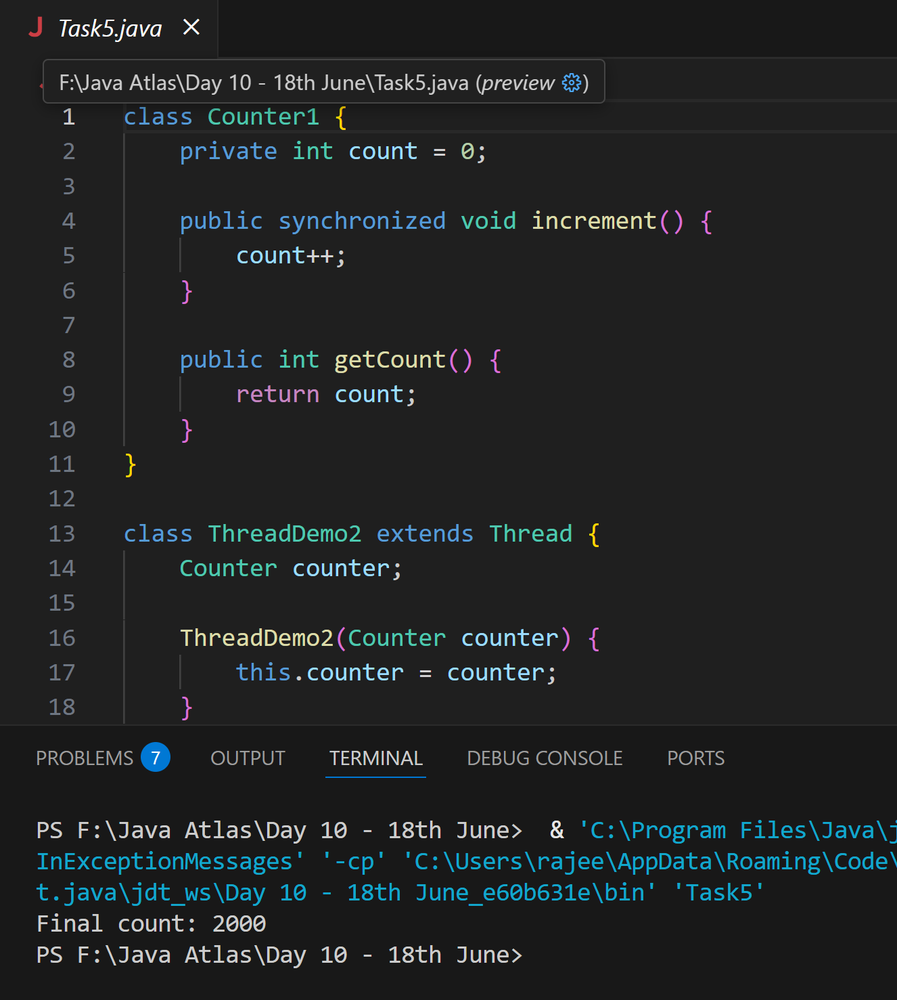 J Task5.java ×
F:\Java Atlas\Day 10 - 18th June\Task5.java (preview )
1 class Counter1 {
2     private int count = 0;
3
4     public synchronized void increment() {
5         count++;
6     }
7
8     public int getCount() {
9         return count;
10     }
11 }
12
13 class ThreadDemo2 extends Thread {
14     Counter counter;
15
16     ThreadDemo2(Counter counter) {
17         this.counter = counter;
18     }
PROBLEMS 7 OUTPUT TERMINAL DEBUG CONSOLE PORTS
PS F:\Java Atlas\Day 10 - 18th June>  & 'C:\Program Files\Java\j
InExceptionMessages' '-cp' 'C:\Users\rajee\AppData\Roaming\Code\
t.java\jdt_ws\Day 10 - 18th June_e60b631e\bin' 'Task5'
Final count: 2000
PS F:\Java Atlas\Day 10 - 18th June>